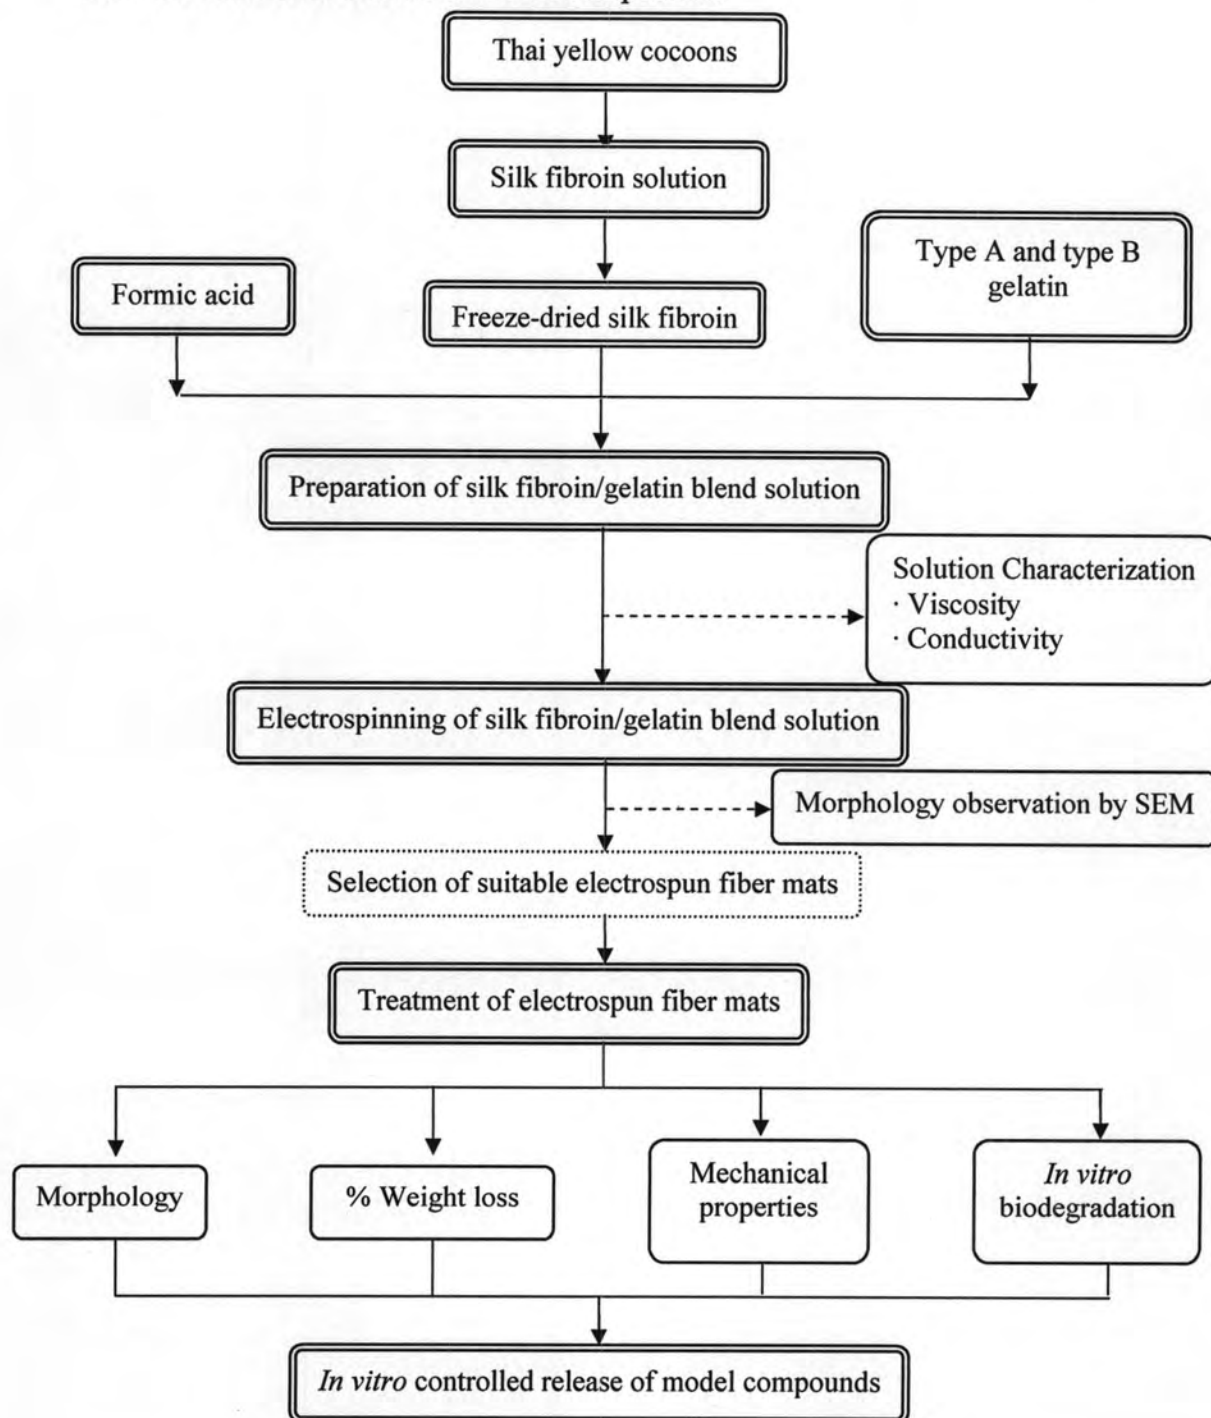 Thai yellow cocoons
Silk fibroin solution
Type A and type B
gelatin
Formic acid
Freeze-dried silk fibroin
Preparation of silk fibroin/gelatin blend solution
Solution Characterization
· Viscosity
· Conductivity
Electrospinning of silk fibroin/gelatin blend solution
Morphology observation by SEM
Selection of suitable electrospun fiber mats
Treatment of electrospun fiber mats
Morphology
% Weight loss
Mechanical
properties
In vitro
biodegradation
In vitro controlled release of model compounds